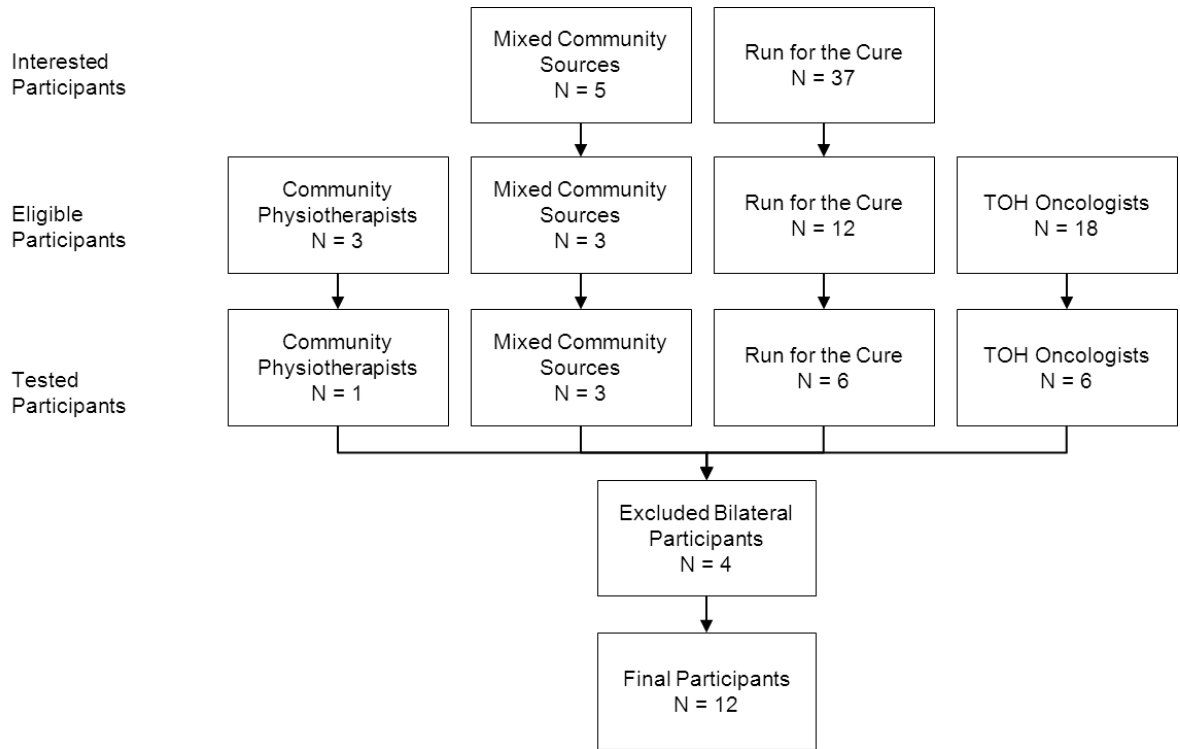 Interested
Participants
Mixed Community
Sources
N = 5
Run for the Cure
N = 37
Eligible
Participants
Community
Physiotherapists
N = 3
Mixed Community
Sources
N = 3
Run for the Cure
N = 12
TOH Oncologists
N = 18
Tested
Participants
Community
Physiotherapists
N = 1
Mixed Community
Sources
N = 3
Run for the Cure
N = 6
TOH Oncologists
N = 6
Excluded Bilateral
Participants
N = 4
Final Participants
N = 12